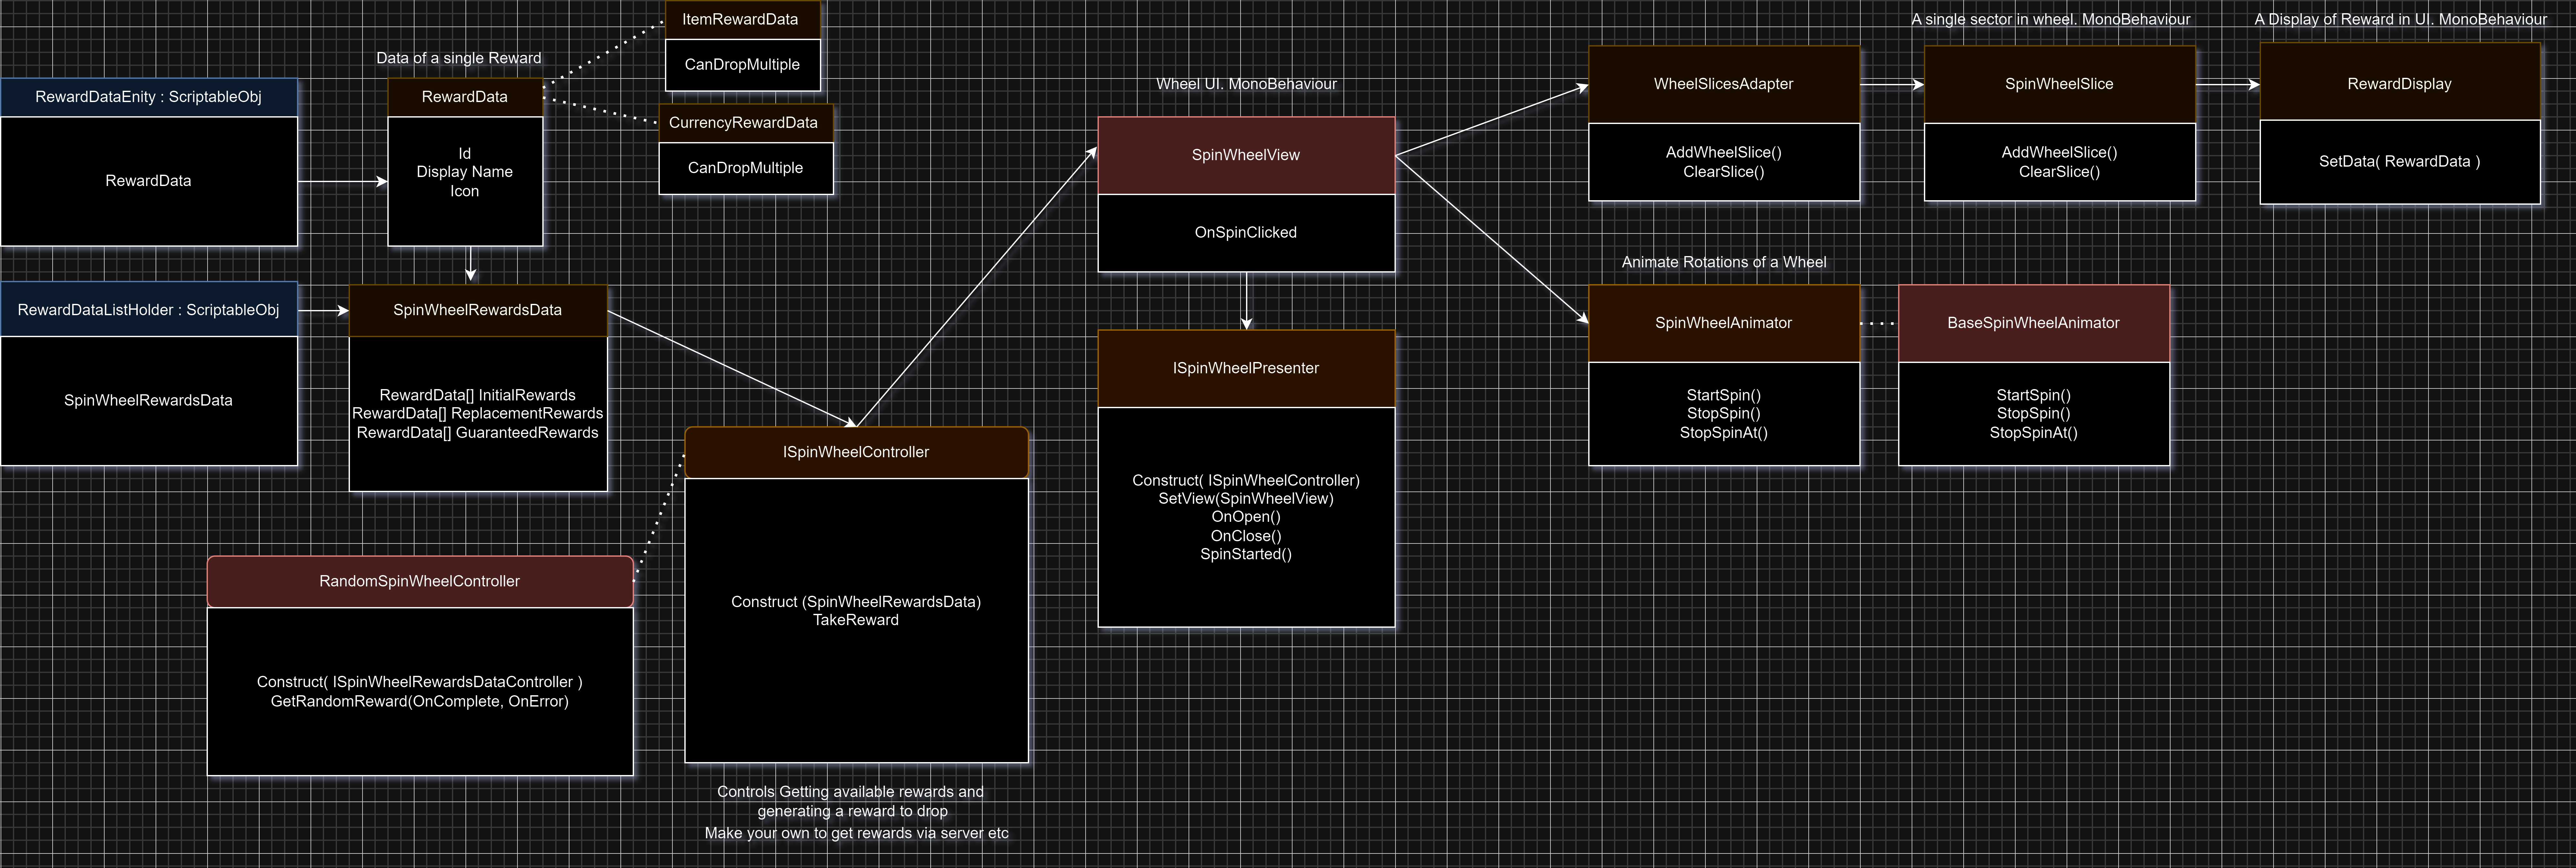 RewardDataEnity : ScriptableObj
RewardData
Data of a single Reward
RewardData
Id
Display Name
Icon
ItemRewardData
CanDropMultiple
CurrencyRewardData
CanDropMultiple
RewardDataListHolder : ScriptableObj
SpinWheelRewardsData
SpinWheelRewardsData
RewardData[] InitialRewards
RewardData[] ReplacementRewards
RewardData[] GuaranteedRewards
RandomSpinWheelController
Construct( ISpinWheelRewardsDataController )
GetRandomReward(OnComplete, OnError)
ISpinWheelController
Construct (SpinWheelRewardsData)
TakeReward
Controls Getting available rewards and
generating a reward to drop
Make your own to get rewards via server etc
Wheel UI. MonoBehaviour
SpinWheelView
OnSpinClicked
ISpinWheelPresenter
Construct( ISpinWheelController)
SetView(SpinWheelView)
OnOpen()
OnClose()
SpinStarted()
WheelSlicesAdapter
AddWheelSlice()
ClearSlice()
A single sector in wheel. MonoBehaviour
SpinWheelSlice
AddWheelSlice()
ClearSlice()
A Display of Reward in UI. MonoBehaviour
RewardDisplay
SetData( RewardData )
Animate Rotations of a Wheel
SpinWheelAnimator
StartSpin()
StopSpin()
StopSpinAt()
BaseSpinWheelAnimator
StartSpin()
StopSpin()
StopSpinAt()